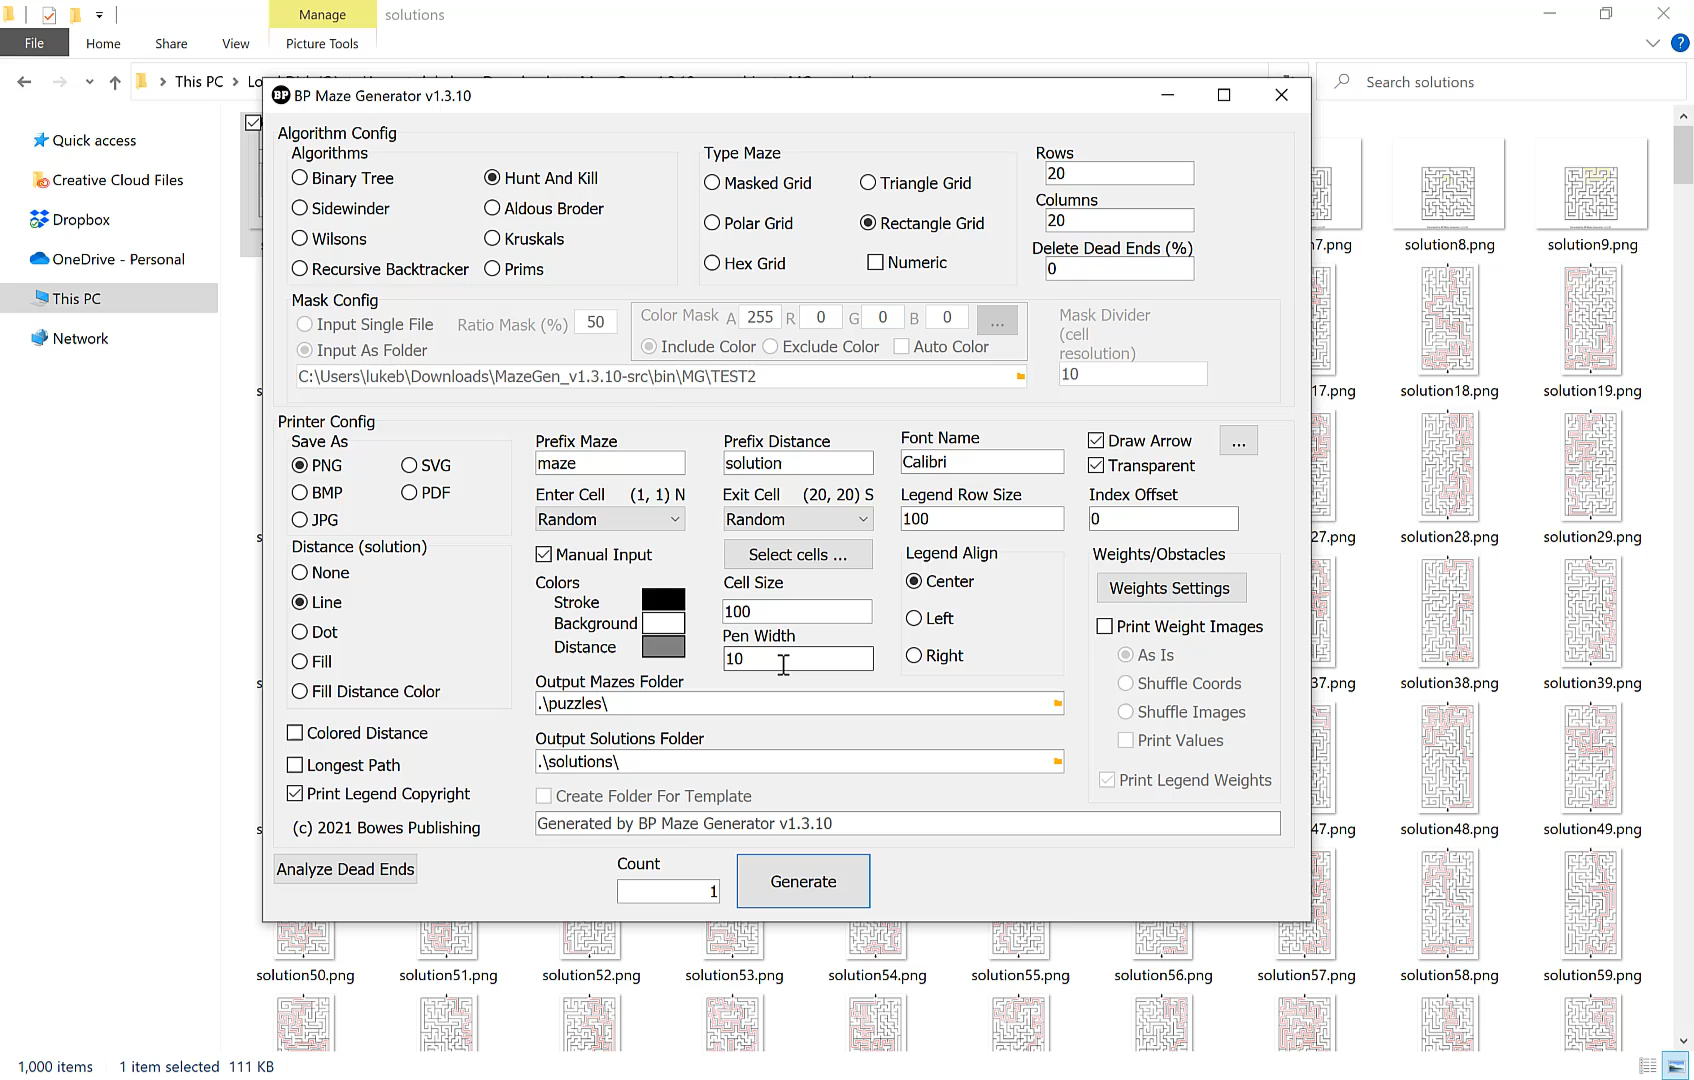 Manage
solutions
File
Home
Share
View
Picture Tools
This PC
Search solutions
Quick access
Creative Cloud Files
Dropbox
OneDrive - Personal
This PC
Network
BP Maze Generator v1.3.10
Algorithm Config
Algorithms
Binary Tree
Hunt And Kill
Sidewinder
Aldous Broder
Wilsons
Kruskals
Recursive Backtracker
Prims
Type Maze
Masked Grid
Triangle Grid
Polar Grid
Rectangle Grid
Hex Grid
Numeric
Rows
20
Columns
20
Delete Dead Ends (%)
0
Mask Config
Input Single File
Ratio Mask (%)
50
Input As Folder
Color Mask A 255 R 0 G 0 B 0 ...
Include Color
Exclude Color
Auto Color
Mask Divider
(cell
resolution)
10
C:\Users\lukeb\Downloads\MazeGen_v1.3.10-src\bin\MG\TEST2
Printer Config
Save As
PNG
SVG
BMP
PDF
JPG
Distance (solution)
None
Line
Dot
Fill
Fill Distance Color
Colored Distance
Longest Path
Print Legend Copyright
(c) 2021 Bowes Publishing
Prefix Maze
maze
Prefix Distance
solution
Font Name
Calibri
Draw Arrow
...
Transparent
Enter Cell (1, 1) N
Random
Exit Cell (20, 20) S
Random
Legend Row Size
100
Index Offset
0
Manual Input
Select cells ...
Colors
Stroke
Background
Distance
Cell Size
100
Pen Width
10
Legend Align
Center
Left
Right
Weights/Obstacles
Weights Settings
Print Weight Images
As Is
Shuffle Coords
Shuffle Images
Print Values
Print Legend Weights
Output Mazes Folder
.\puzzles\
Output Solutions Folder
.\solutions\
Create Folder For Template
Generated by BP Maze Generator v1.3.10
Analyze Dead Ends
Count
1
Generate
n7.png
solution8.png
solution9.png
17.png
solution18.png
solution19.png
27.png
solution28.png
solution29.png
37.png
solution38.png
solution39.png
47.png
solution48.png
solution49.png
solution50.png
solution51.png
solution52.png
solution53.png
solution54.png
solution55.png
solution56.png
solution57.png
solution58.png
solution59.png
1,000 items
1 item selected 111 KB